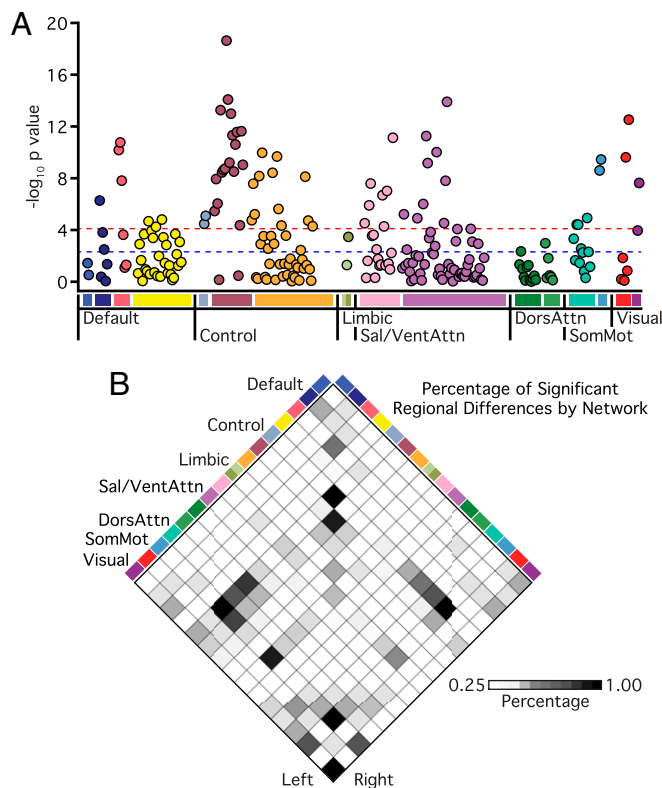 A
20
16
12
8
4
0
-log10 p value
Default
Control
Limbic
Sal/VentAttn
DorsAttn
SomMot
Visual
B
Percentage of Significant
Regional Differences by Network
Default
Control
Limbic
Sal/VentAttn
DorsAttn
SomMot
Visual
0.25
1.00
Percentage
Left
Right